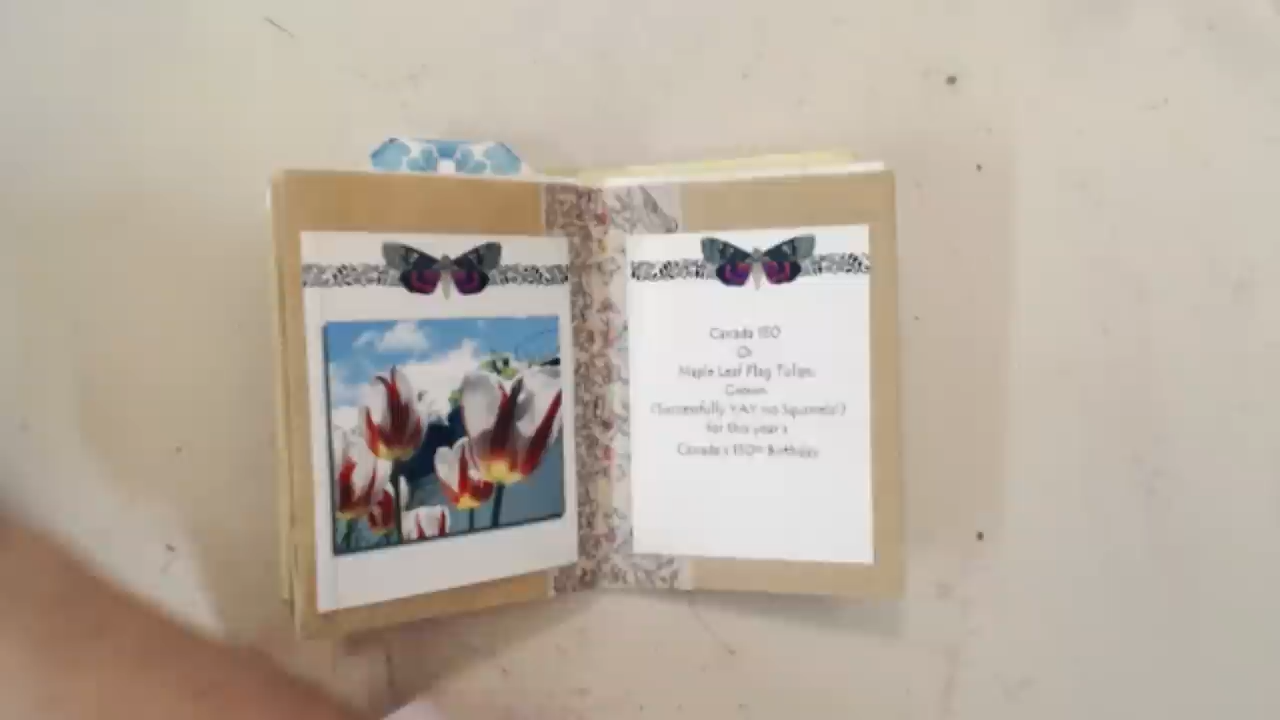 Canada 150
Or
Maple Leaf Flag Tulips
Grown
(Successfully YAY no Squirrels!)
for this year's
Canada's 150th Birthday